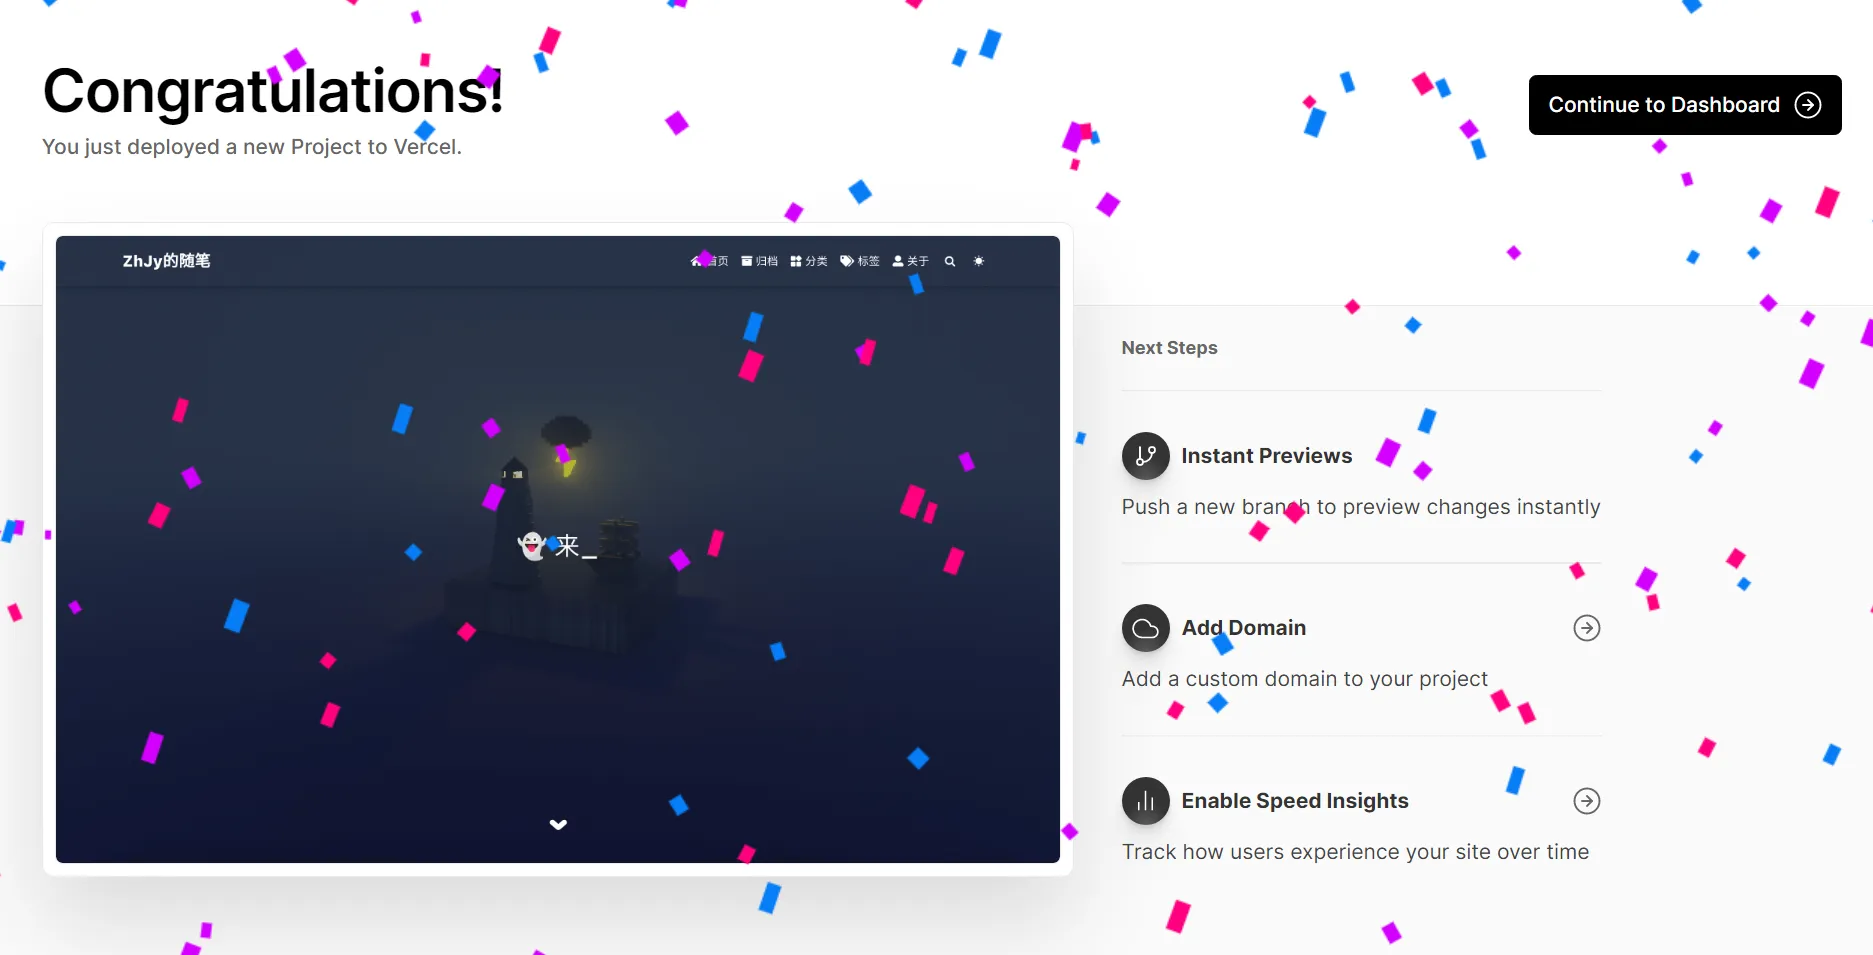 Congratulations!
You just deployed a new Project to Vercel.
Continue to Dashboard
ZhJy的随笔
首页 归档 分类 标签 关于
来_
Next Steps
Instant Previews
Push a new branch to preview changes instantly
Add Domain
Add a custom domain to your project
Enable Speed Insights
Track how users experience your site over time